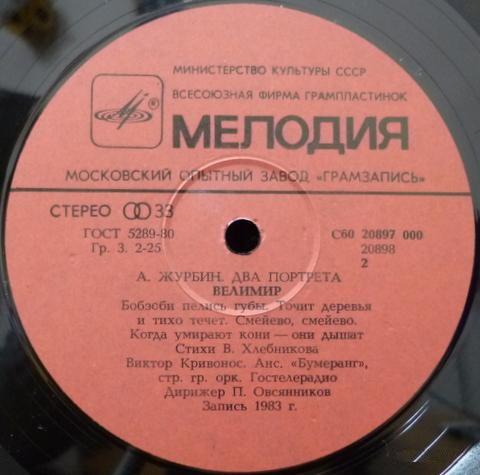 МИНИСТЕРСТВО КУЛЬТУРЫ СССР
ВСЕСОЮЗНАЯ ФИРМА ГРАМПЛАСТИНОК
МЕЛОДИЯ
МОСКОВСКИЙ ОПЫТНЫЙ ЗАВОД «ГРАМЗАПИСЬ»
СТЕРЕО 33
ГОСТ 5289-80
Гр. 3. 2-25
С60 20897 000
20898
2
А. ЖУРБИН. ДВА ПОРТРЕТА
ВЕЛИМИР
Бобэоби пелись губы. Точит деревья
и тихо течет. Смейево, смейево.
Когда умирают кони — они дышат
Стихи В. Хлебникова
Виктор Кривонос. Анс. «Бумеранг»,
стр. гр. орк. Гостелерадио
Дирижер П. Овсянников
Запись 1983 г.